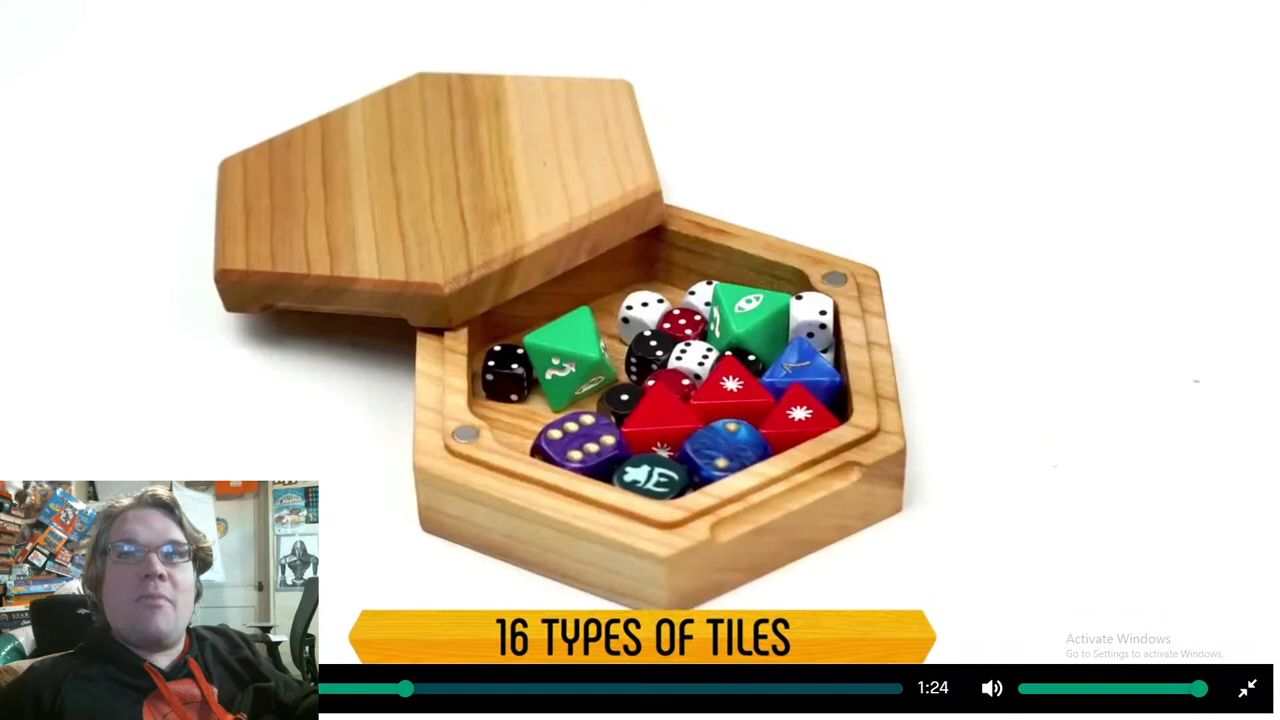 16 TYPES OF TILES
Activate Windows
Go to Settings to activate Windows.
1:24